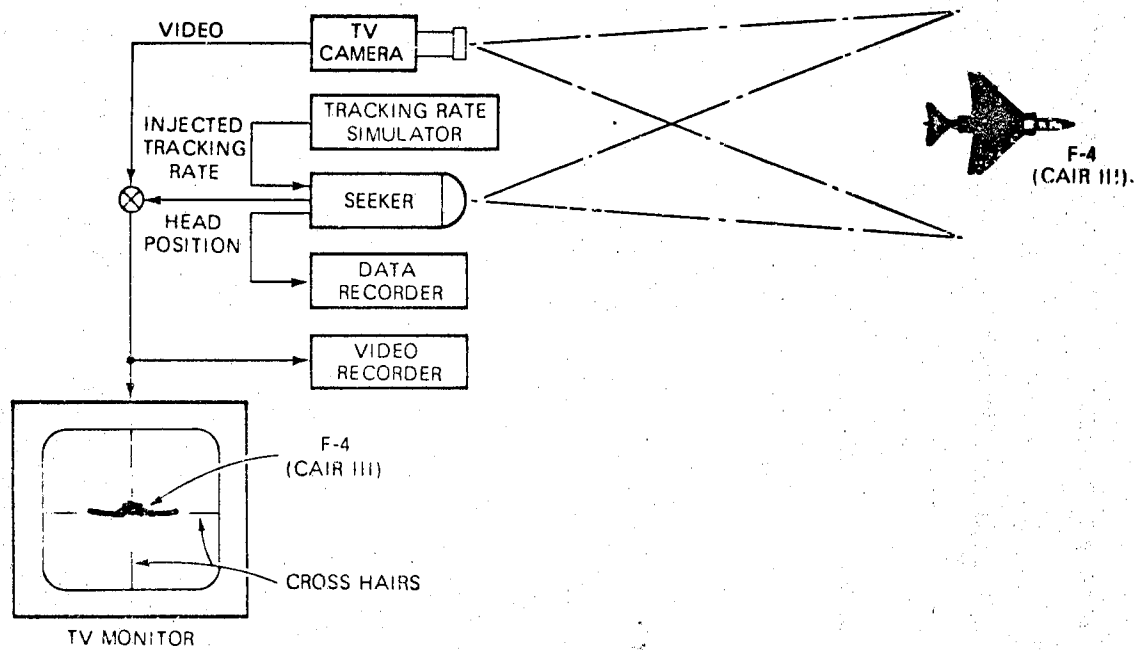 VIDEO
TV
CAMERA
INJECTED
TRACKING
RATE
TRACKING RATE
SIMULATOR
SEEKER
HEAD
POSITION
DATA
RECORDER
VIDEO
RECORDER
F-4
(CAIR III).
F-4
(CAIR III)
CROSS HAIRS
TV MONITOR